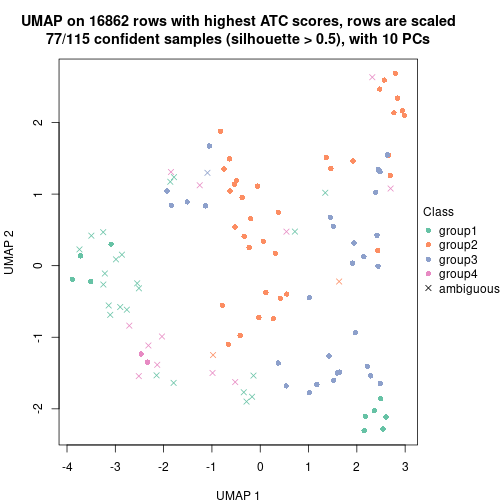 UMAP on 16862 rows with highest ATC scores, rows are scaled
77/115 confident samples (silhouette > 0.5), with 10 PCs
2
1
0
-1
-2
UMAP 2
-4 -3 -2 -1 0 1 2 3
UMAP 1
Class
group1
group2
group3
group4
ambiguous